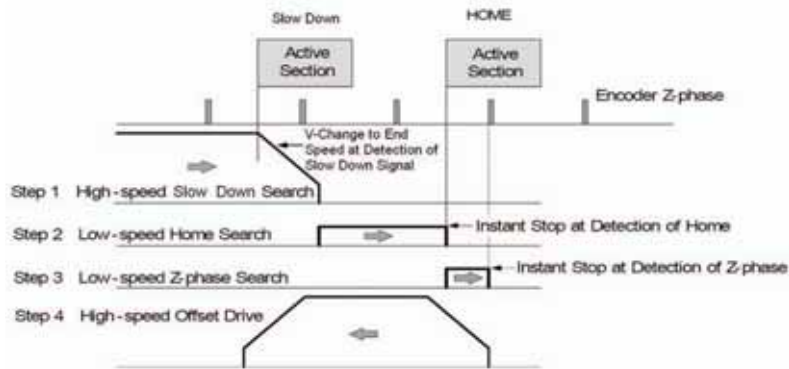 Slow Down
HOME
Active
Section
Active
Section
Encoder Z-phase
V-Change to End
Speed at Detection of
Slow Down Signal
Step 1 High-speed Slow Down Search
Step 2 Low-speed Home Search
Instant Stop at Detection of Home
Step 3 Low-speed Z-phase Search
Instant Stop at Detection of Z-phase
Step 4 High-speed Offset Drive